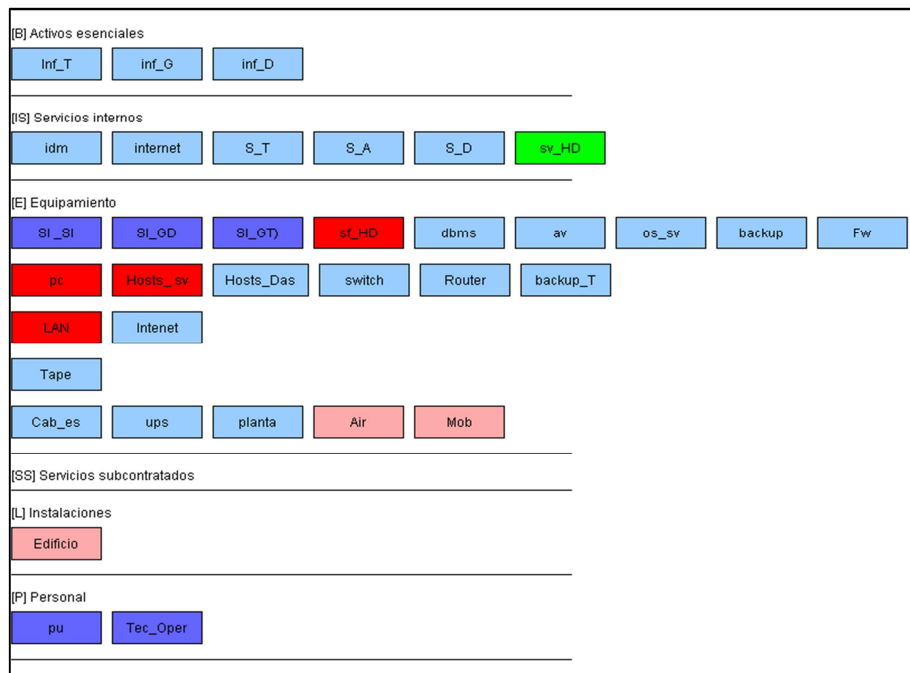 [B] Activos esenciales
Inf_T inf_G inf_D
[IS] Servicios internos
idm internet S_T S_A S_D sv_HD
[E] Equipamiento
SI_SI SI_GD SI_GT) sf_HD dbms av os_sv backup Fw
pc Hosts_sv Hosts_Das switch Router backup_T
LAN Intenet
Tape
Cab_es ups planta Air Mob
[SS] Servicios subcontratados
[L] Instalaciones
Edificio
[P] Personal
pu Tec_Oper